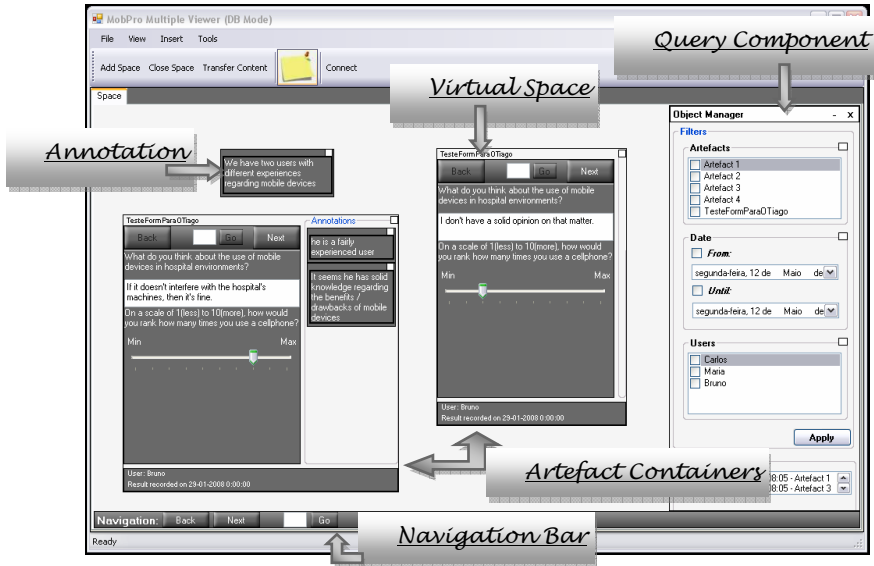 MobPro Multiple Viewer (DB Mode)
File View Insert Tools
Add Space Close Space Transfer Content Connect
Query Component
Virtual Space
Space
Annotation
We have two users with
different experiences
regarding mobile devices
TesteFormParaOTiago
Back Go Next
What do you think about the use of mobile
devices in hospital environments?
If it doesn't interfere with the hospital's
machines, then it's fine.
On a scale of 1(less) to 10(more), how would
you rank how many times you use a cellphone?
Min Max
User: Bruno
Result recorded on 29-01-2008 0:00:00
Annotations
he is a fairly
experienced user
It seems he has solid
knowledge regarding
the benefits /
drawbacks of mobile
devices
TesteFormParaOTiago
Back Go Next
What do you think about the use of mobile
devices in hospital environments?
I don't have a solid opinion on that matter.
On a scale of 1(less) to 10(more), how would
you rank how many times you use a cellphone?
Min Max
User: Bruno
Result recorded on 29-01-2008 0:00:00
Object Manager - x
Filters
Artefacts
Artefact 1
Artefact 2
Artefact 3
Artefact 4
TesteFormParaOTiago
Date
From:
segunda-feira, 12 de Maio de
Until:
segunda-feira, 12 de Maio de
Users
Carlos
Maria
Bruno
Apply
8:05 - Artefact 1
08:05 - Artefact 3
Artefact Containers
Navigation: Back Next Go
Navigation Bar
Ready